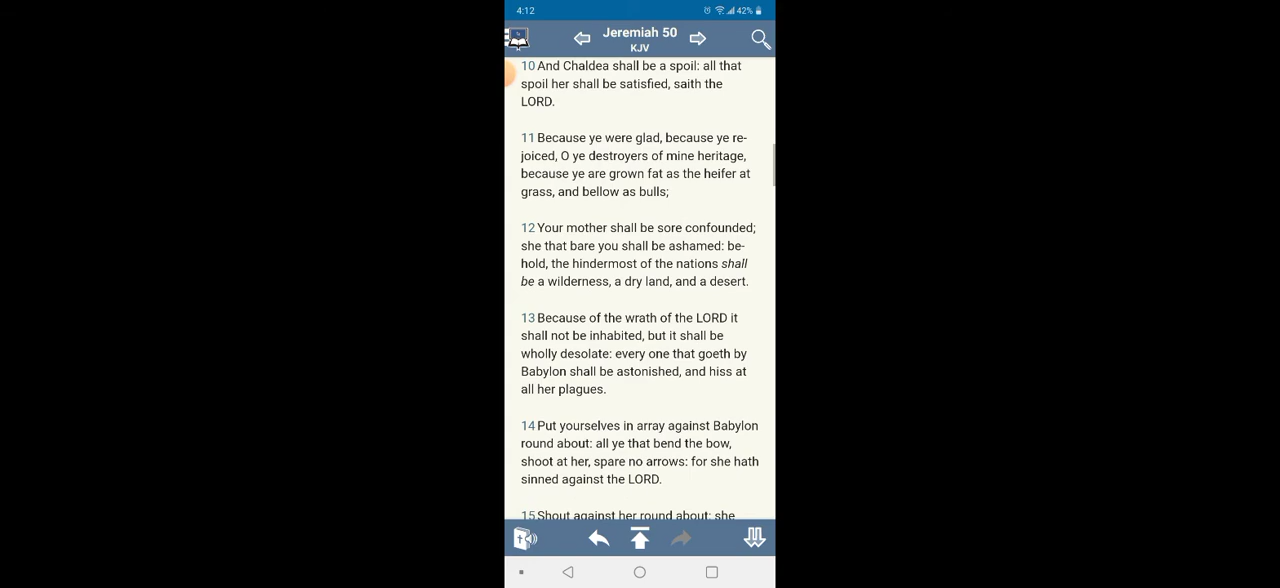 4:12
42%
Jeremiah 50
KJV
10 And Chaldea shall be a spoil: all that
spoil her shall be satisfied, saith the
LORD.
11 Because ye were glad, because ye re-
joiced, O ye destroyers of mine heritage,
because ye are grown fat as the heifer at
grass, and bellow as bulls;
12 Your mother shall be sore confounded;
she that bare you shall be ashamed: be-
hold, the hindermost of the nations shall
be a wilderness, a dry land, and a desert.
13 Because of the wrath of the LORD it
shall not be inhabited, but it shall be
wholly desolate: every one that goeth by
Babylon shall be astonished, and hiss at
all her plagues.
14 Put yourselves in array against Babylon
round about: all ye that bend the bow,
shoot at her, spare no arrows: for she hath
sinned against the LORD.
15 Shout against her round about: she